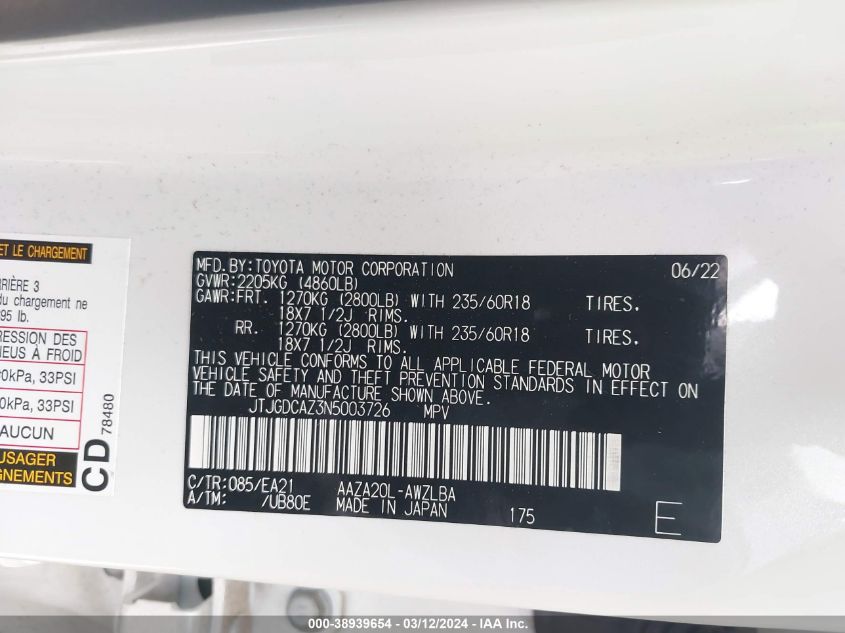 ET LE CHARGEMENT
RIÈRE 3
du chargement ne
95 lb.
RESSION DES
NEUS À FROID
0kPa, 33PSI
0kPa, 33PSI
AUCUN
USAGER
GNEMENTS
CD 78480
MFD.BY:TOYOTA MOTOR CORPORATION 06/22
GVWR:2205KG (4860LB)
GAWR:FRT. 1270KG (2800LB) WITH 235/60R18 TIRES.
18X7 1/2J RIMS.
RR. 1270KG (2800LB) WITH 235/60R18 TIRES.
18X7 1/2J RIMS.
THIS VEHICLE CONFORMS TO ALL APPLICABLE FEDERAL MOTOR
VEHICLE SAFETY AND THEFT PREVENTION STANDARDS IN EFFECT ON
THE DATE OF MANUFACTURE SHOWN ABOVE.
JTJGDCAZ3N5003726 MPV
C/TR:085/EA21 AAZA20L-AWZLBA
A/TM: /UB80E MADE IN JAPAN 175 E
000-38939654 - 03/12/2024 - IAA Inc.